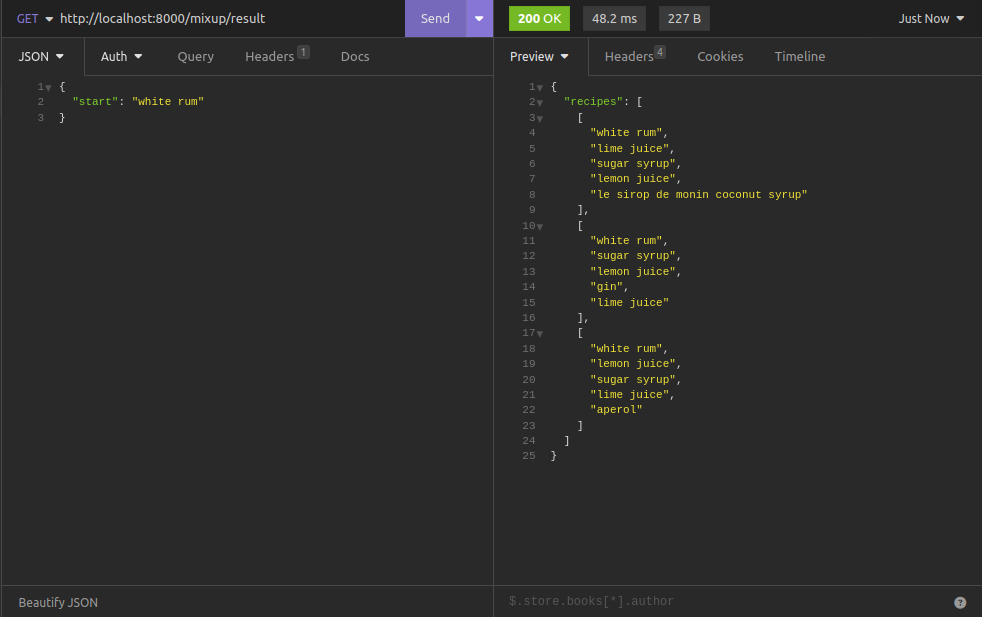 GET http://localhost:8000/mixup/result Send 200 OK 48.2 ms 227 B Just Now
JSON Auth Query Headers 1 Docs
Preview Headers 4 Cookies Timeline
1 {
2 "start": "white rum"
3 }
1 {
2 "recipes": [
3 [
4 "white rum",
5 "lime juice",
6 "sugar syrup",
7 "lemon juice",
8 "le sirop de monin coconut syrup"
9 ],
10 [
11 "white rum",
12 "sugar syrup",
13 "lemon juice",
14 "gin",
15 "lime juice"
16 ],
17 [
18 "white rum",
19 "lemon juice",
20 "sugar syrup",
21 "lime juice",
22 "aperol"
23 ]
24 ]
25 }
Beautify JSON
$.store.books[*].author ?